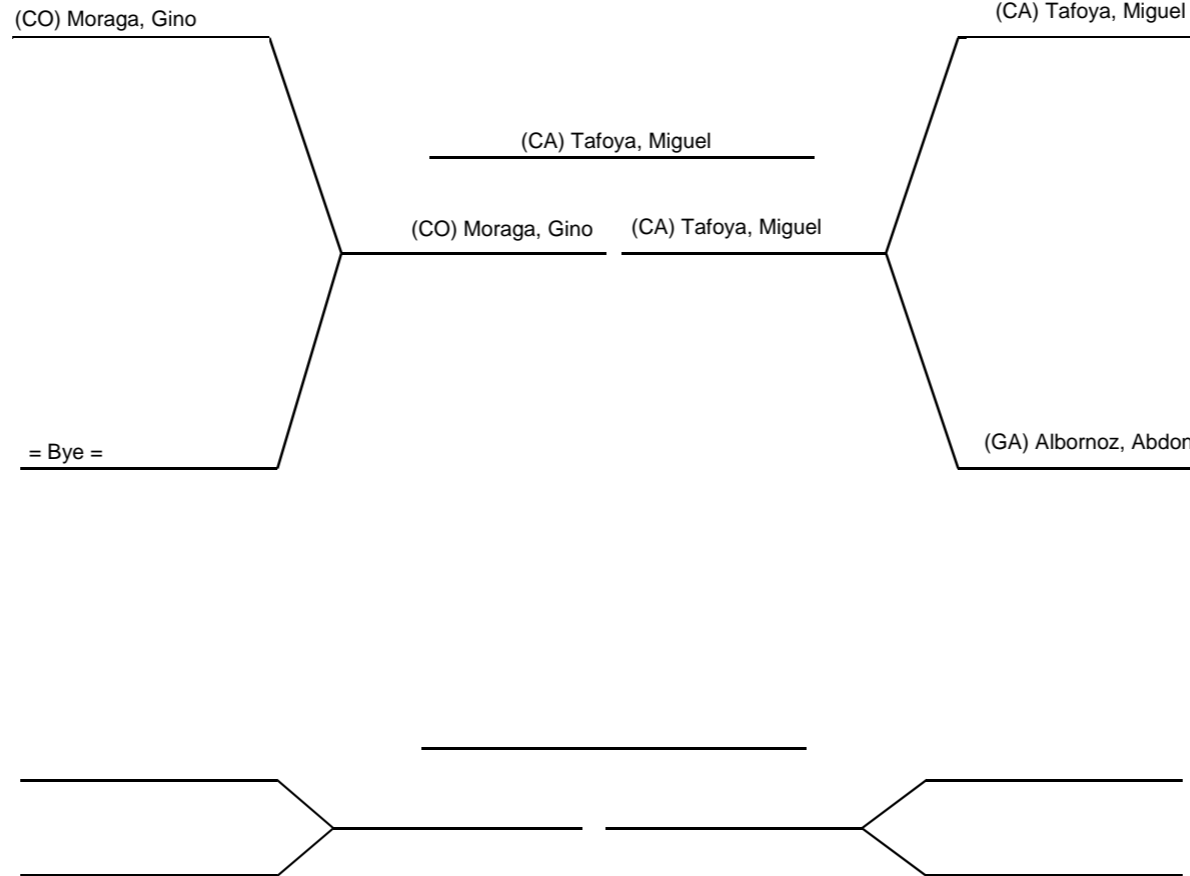 (CO) Moraga, Gino
(CA) Tafoya, Miguel
(CA) Tafoya, Miguel
(CO) Moraga, Gino
(CA) Tafoya, Miguel
= Bye =
(GA) Albornoz, Abdon